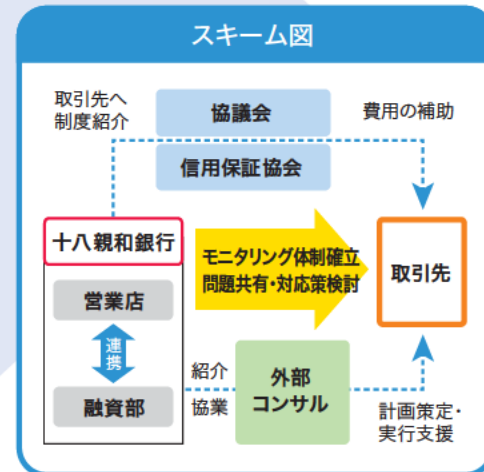 スキーム図
取引先へ
制度紹介
協議会
費用の補助
信用保証協会
十八親和銀行
モニタリング体制確立
問題共有・対応策検討
取引先
営業店
連携
融資部
紹介
協業
外部
コンサル
計画策定・
実行支援